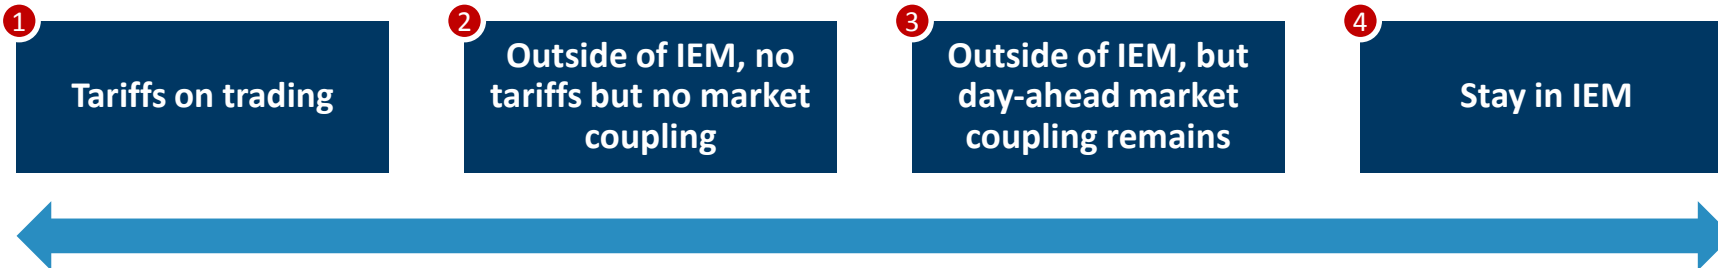 1
Tariffs on trading
2
Outside of IEM, no
tariffs but no market
coupling
3
Outside of IEM, but
day-ahead market
coupling remains
4
Stay in IEM